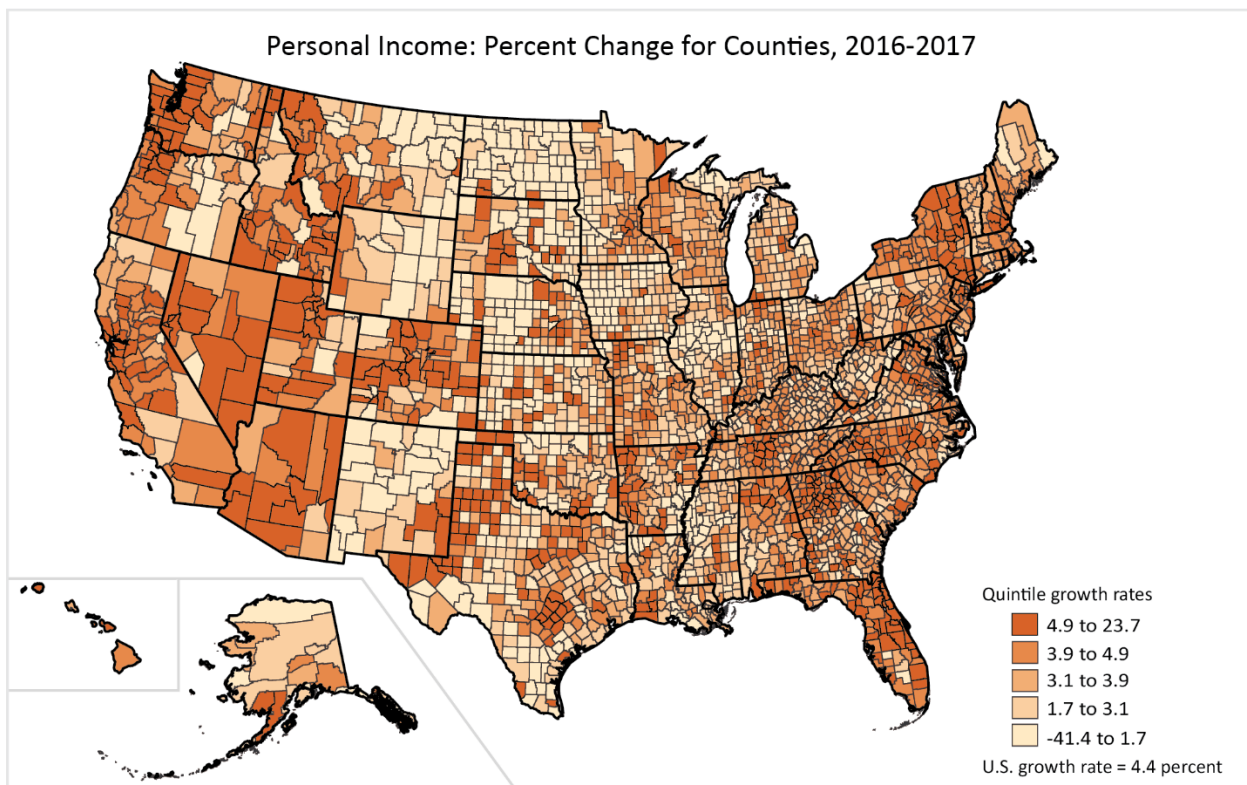 Personal Income: Percent Change for Counties, 2016-2017
Quintile growth rates
4.9 to 23.7
3.9 to 4.9
3.1 to 3.9
1.7 to 3.1
-41.4 to 1.7
U.S. growth rate = 4.4 percent